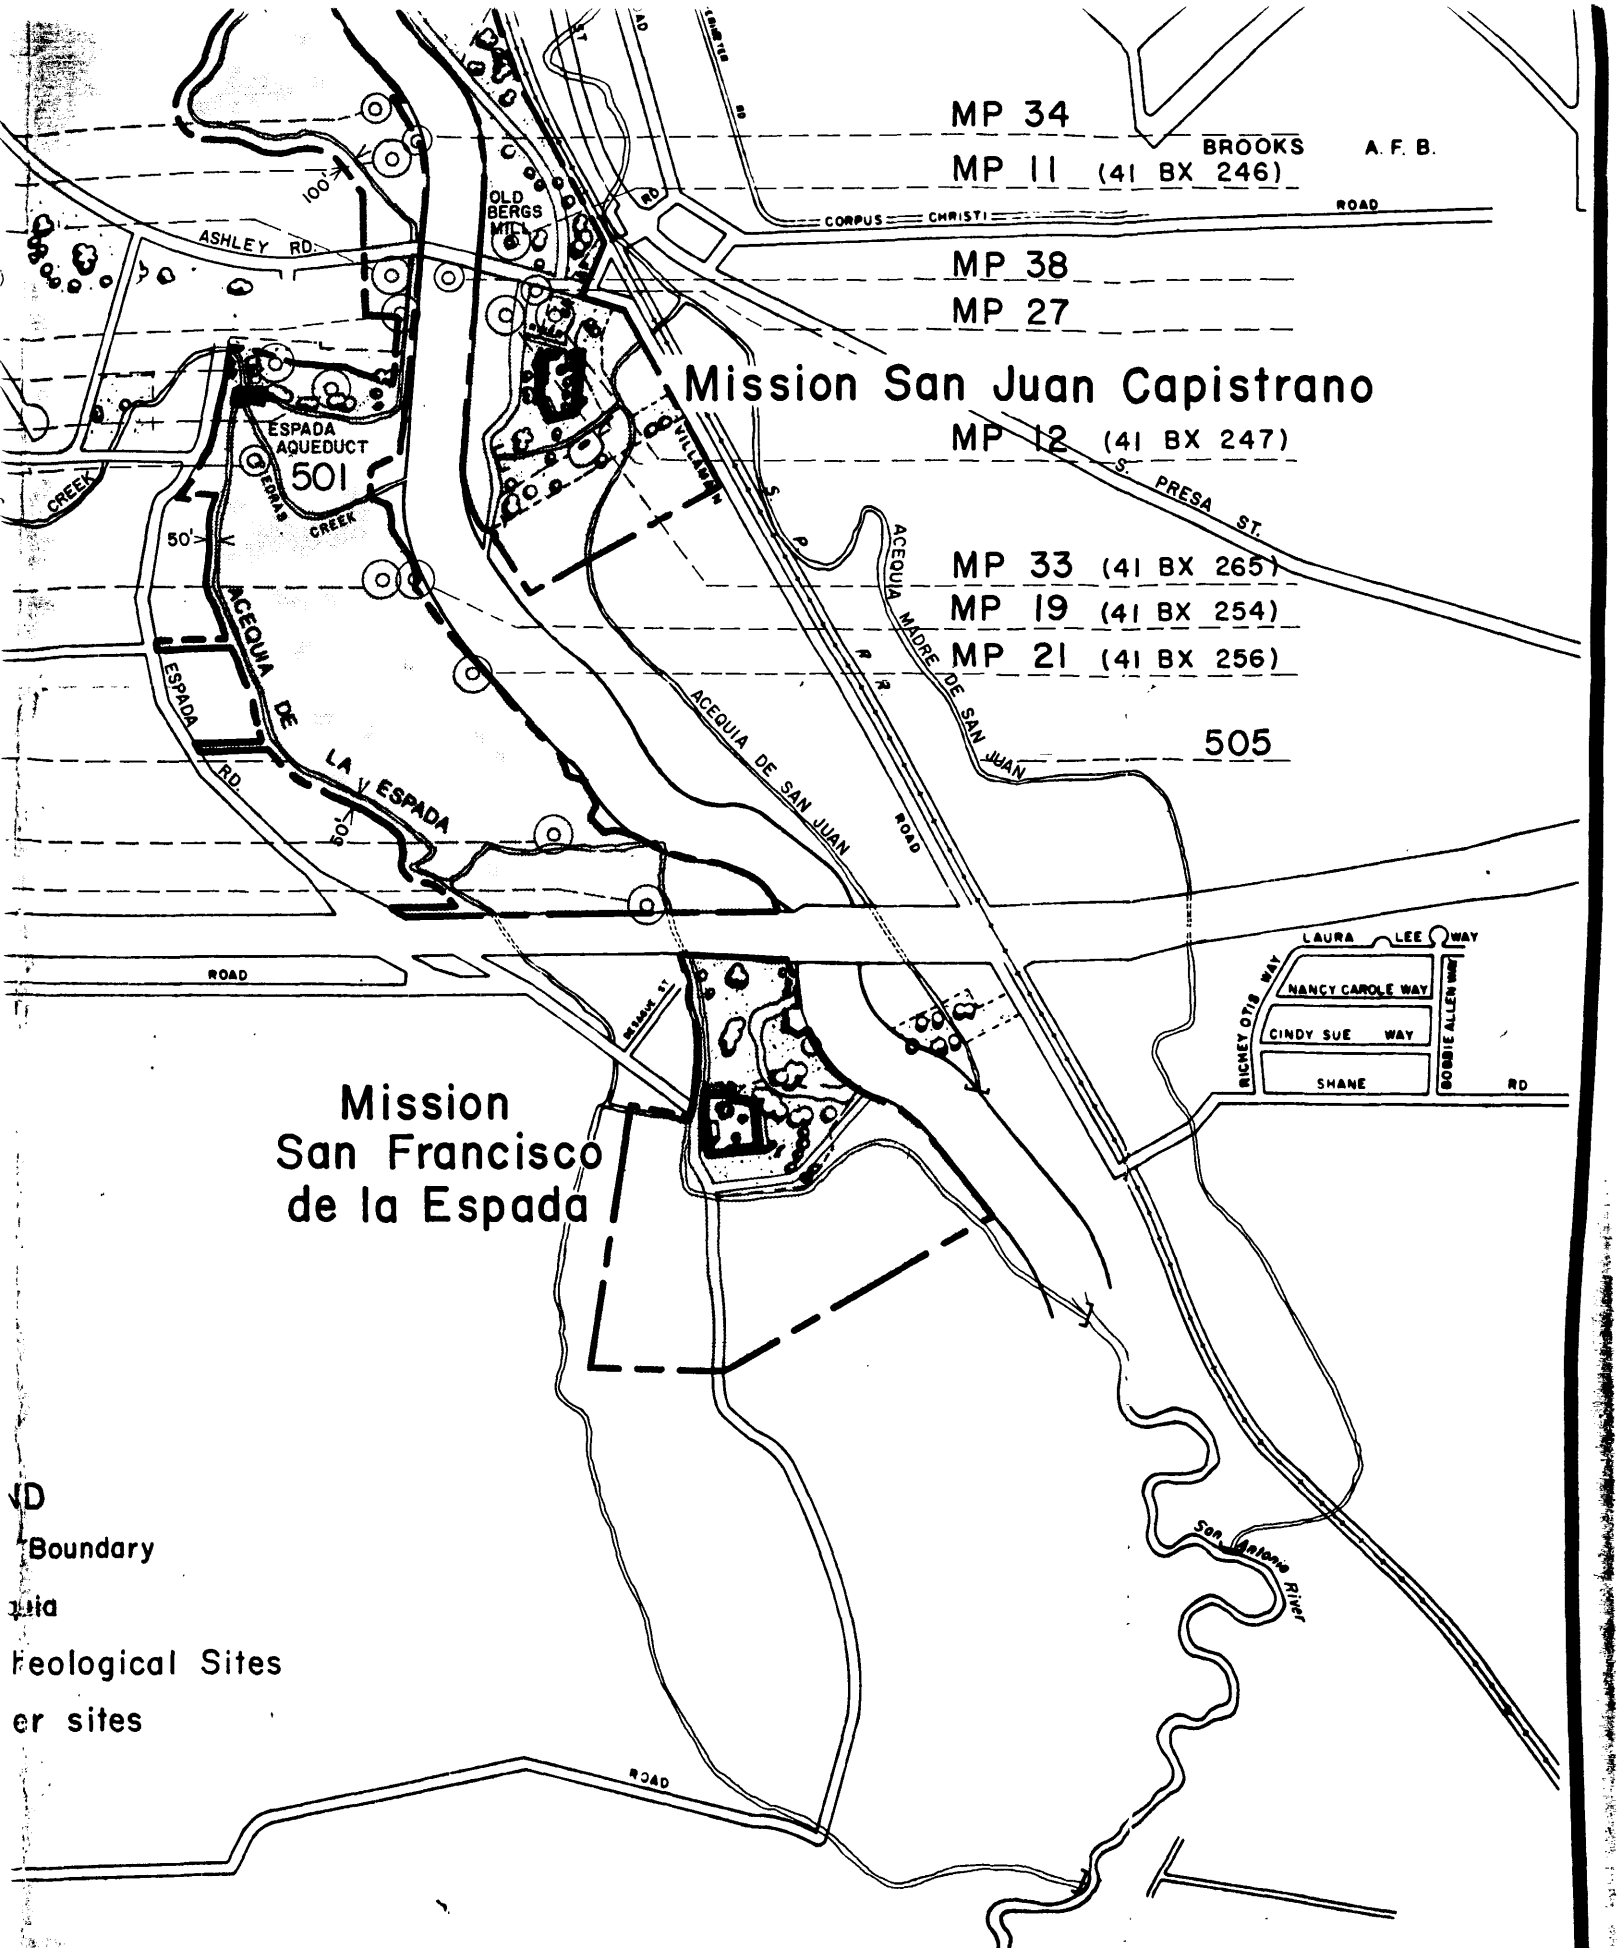 ST
AD
RD
MP 34
BROOKS A.F.B.
MP 11 (41 BX 246)
100'
OLD
BERGS
MILL
RD
CORPUS CHRISTI
ROAD
ASHLEY RD.
MP 38
MP 27
Mission San Juan Capistrano
MP 12 (41 BX 247)
ESPADA
AQUEDUCT
501
CREEK
CREEK
S. PRESA ST.
50'
S. P. R. R.
MP 33 (41 BX 265)
MP 19 (41 BX 254)
MP 21 (41 BX 256)
ACEQUIA MADRE DE SAN JUAN
ACEQUIA DE LA ESPADA
ESPADA RD.
ACEQUIA DE SAN JUAN
505
50'
ROAD
LAURA LEE WAY
NANCY CAROLE WAY
CINDY SUE WAY
SHANE RD
RICHEY OTIS WAY
BOBBIE ALLEN WAY
ROAD
Mission
San Francisco
de la Espada
Boundary
Sites
sites
San Antonio River
ROAD